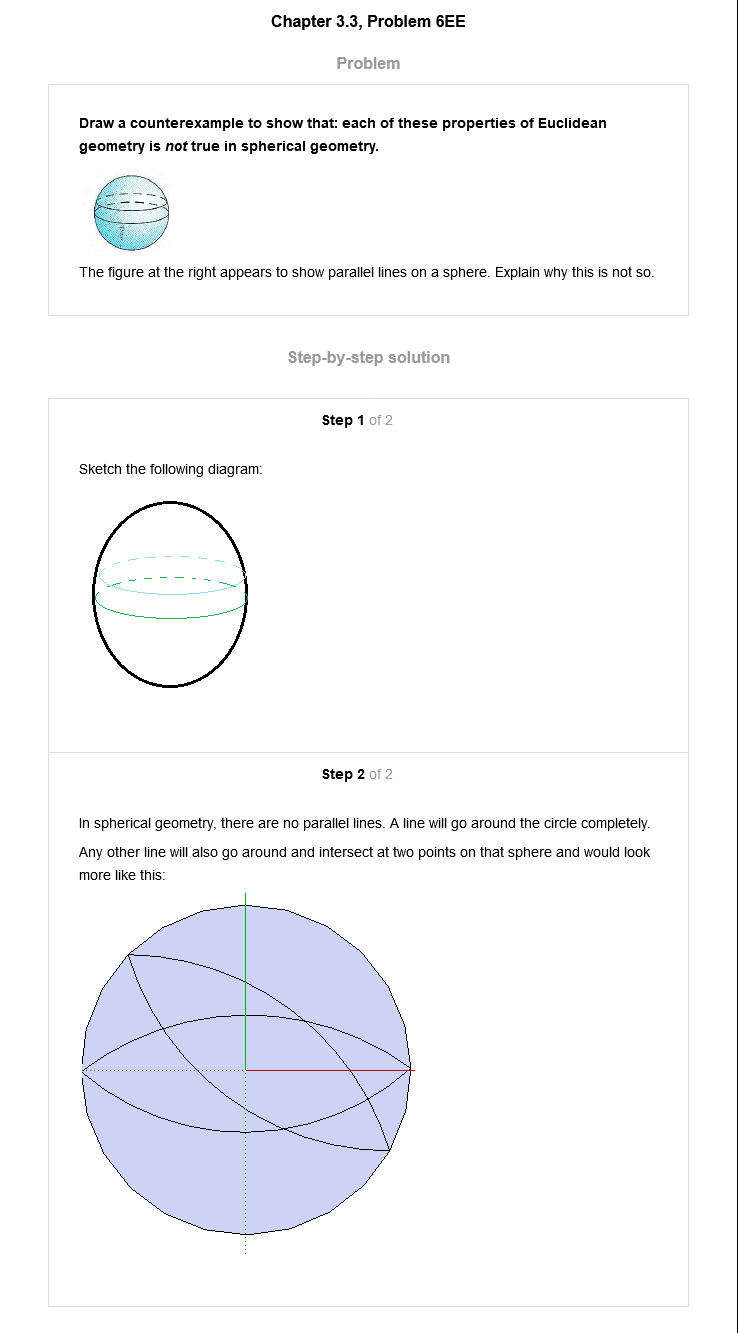 Chapter 3.3, Problem 6EE
Problem
Draw a counterexample to show that: each of these properties of Euclidean
geometry is not true in spherical geometry.
The figure at the right appears to show parallel lines on a sphere. Explain why this is not so.
Step-by-step solution
Step 1 of 2
Sketch the following diagram:
Step 2 of 2
In spherical geometry, there are no parallel lines. A line will go around the circle completely.
Any other line will also go around and intersect at two points on that sphere and would look
more like this: